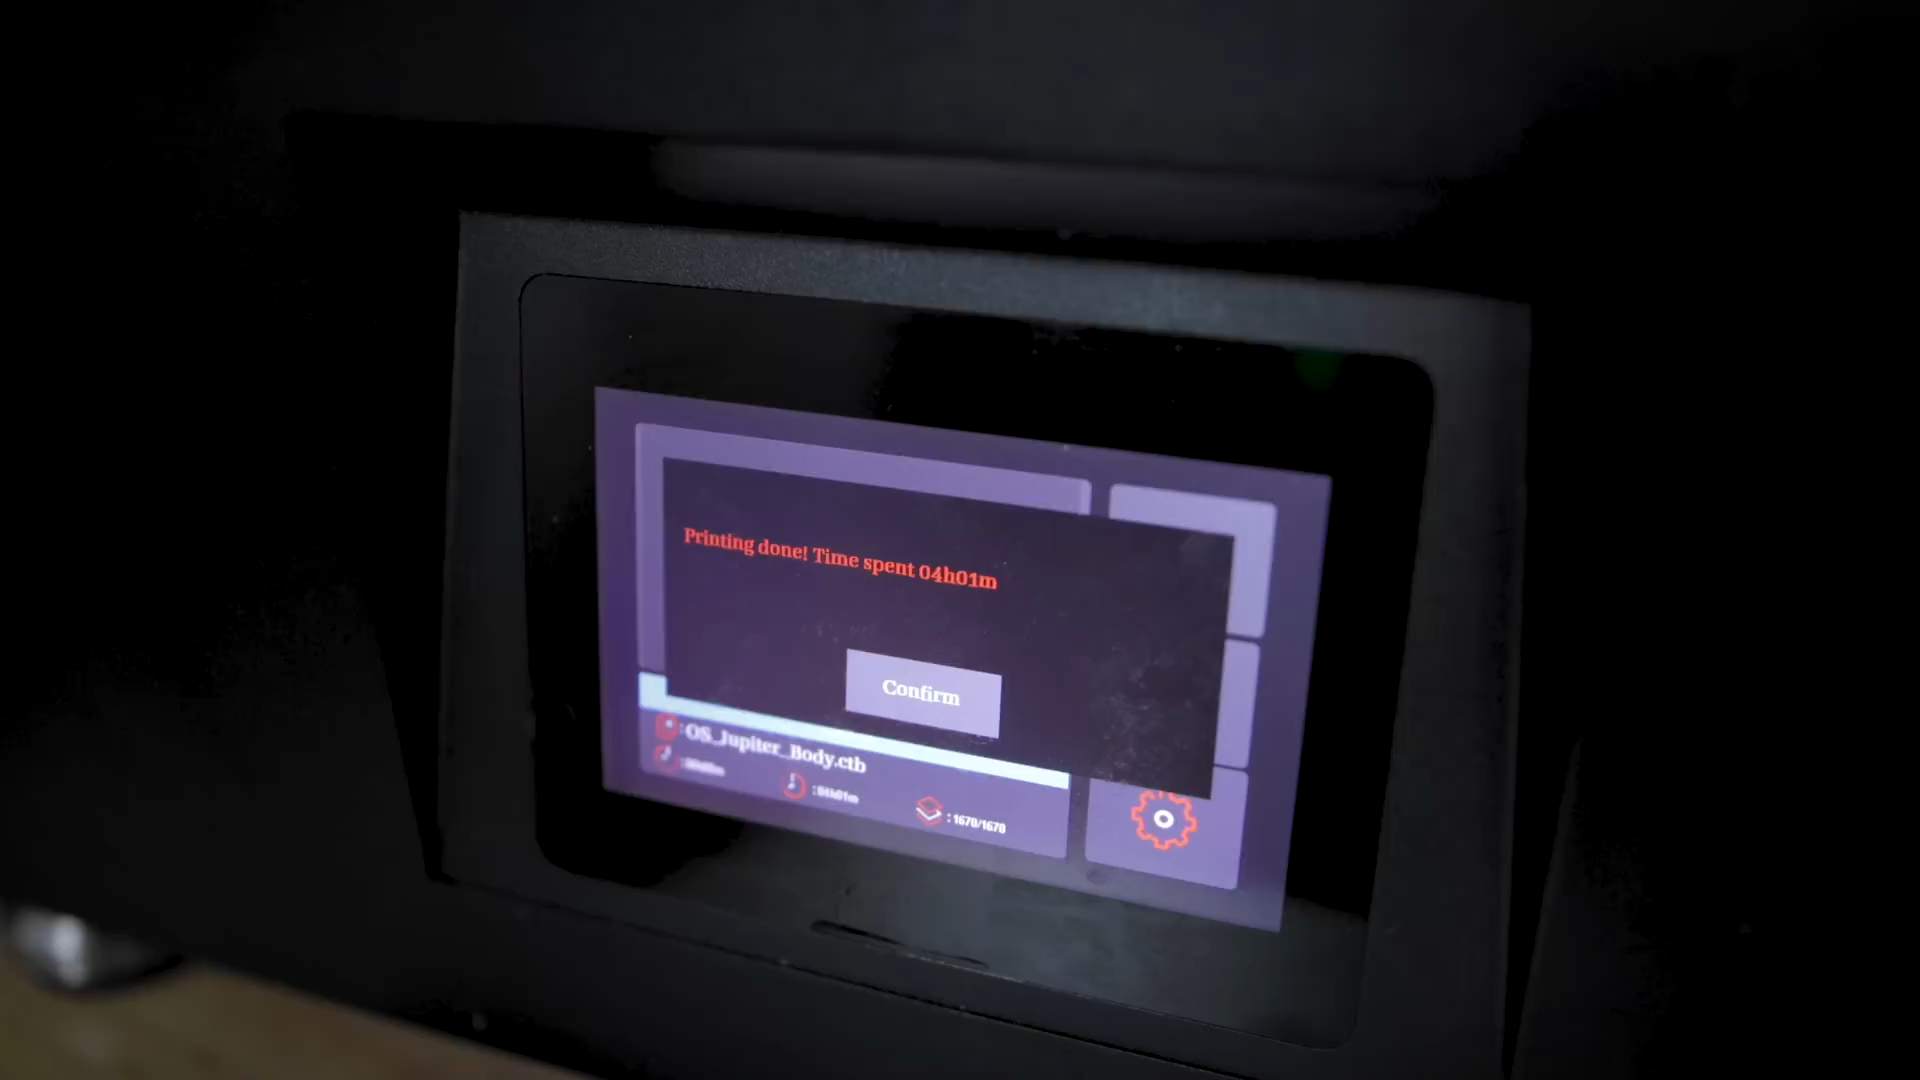 Printing done! Time spent 04h01m
Confirm
: OS_Jupiter_Body.ctb
: 04h01m
: 1670/1670